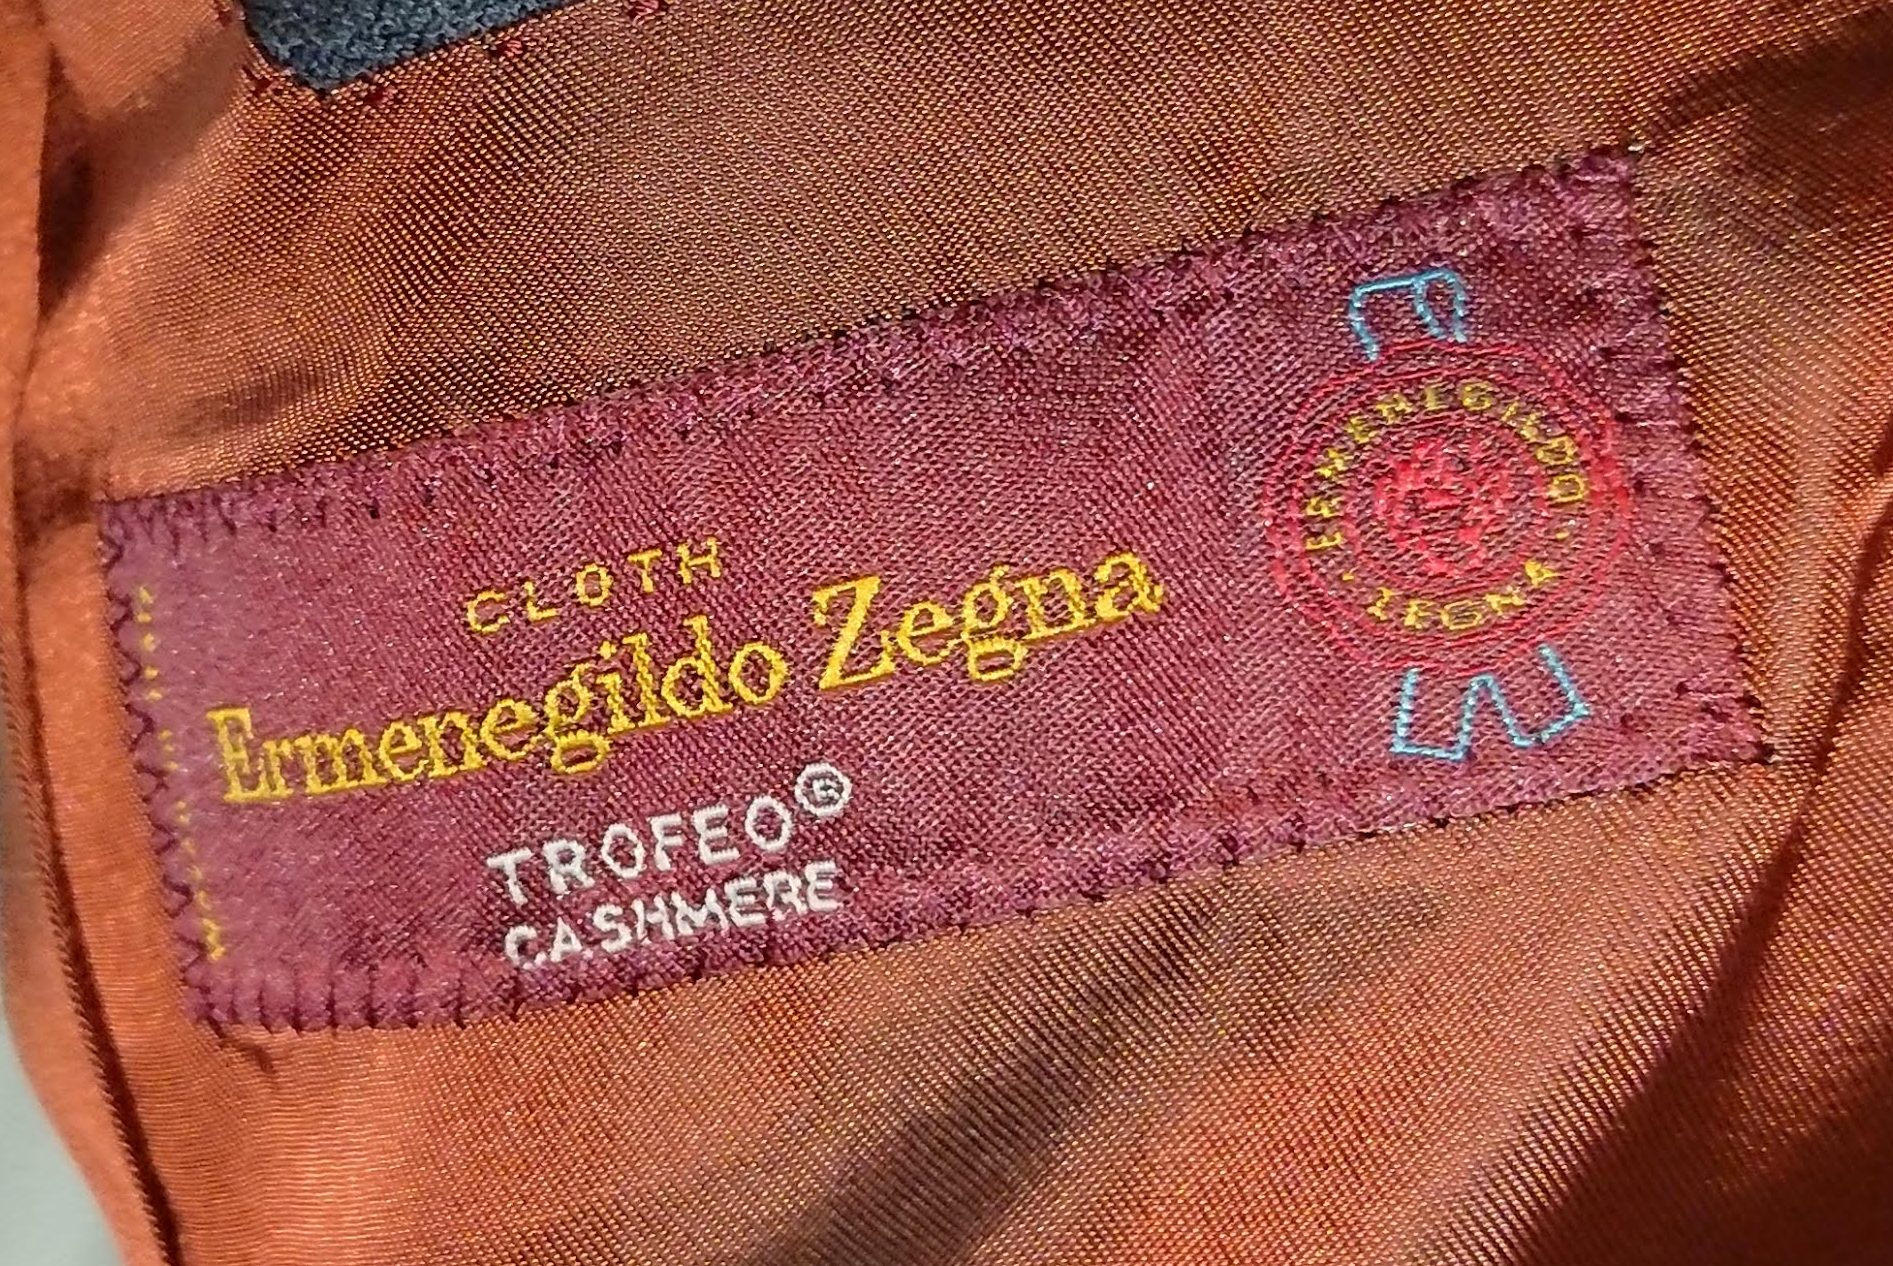 CLOTH
Ermenegildo Zegna
TROFEO®
CASHMERE
ERMENEGILDO · ZEGNA ·